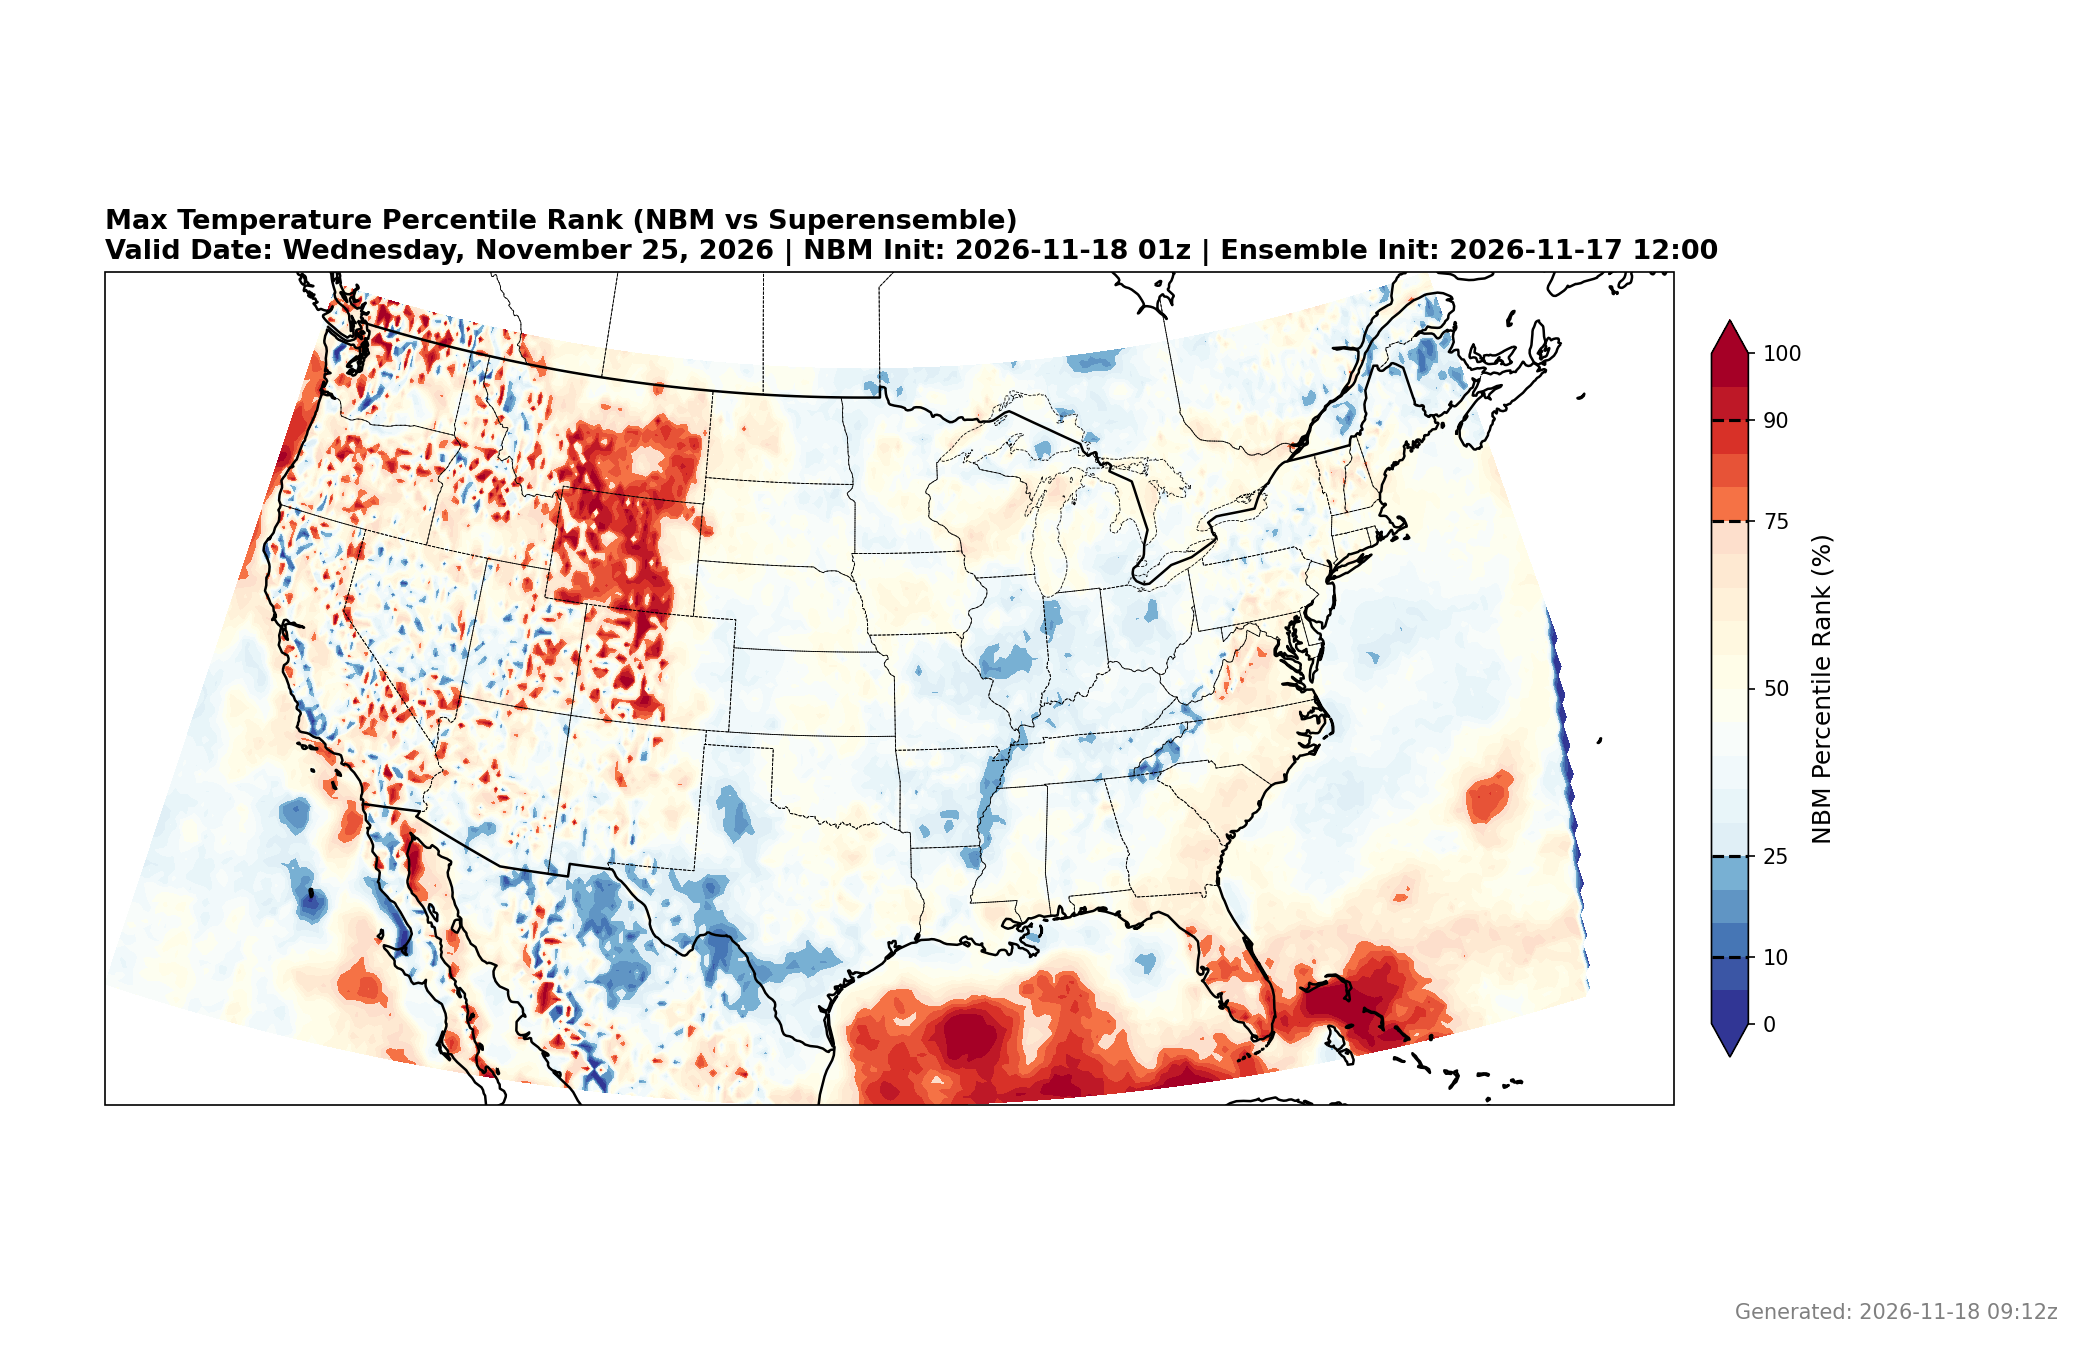 Max Temperature Percentile Rank (NBM vs Superensemble)
Valid Date: Wednesday, November 25, 2026 | NBM Init: 2026-11-18 01z | Ensemble Init: 2026-11-17 12:00
100
90
75
50
25
10
0
NBM Percentile Rank (%)
Generated: 2026-11-18 09:12z